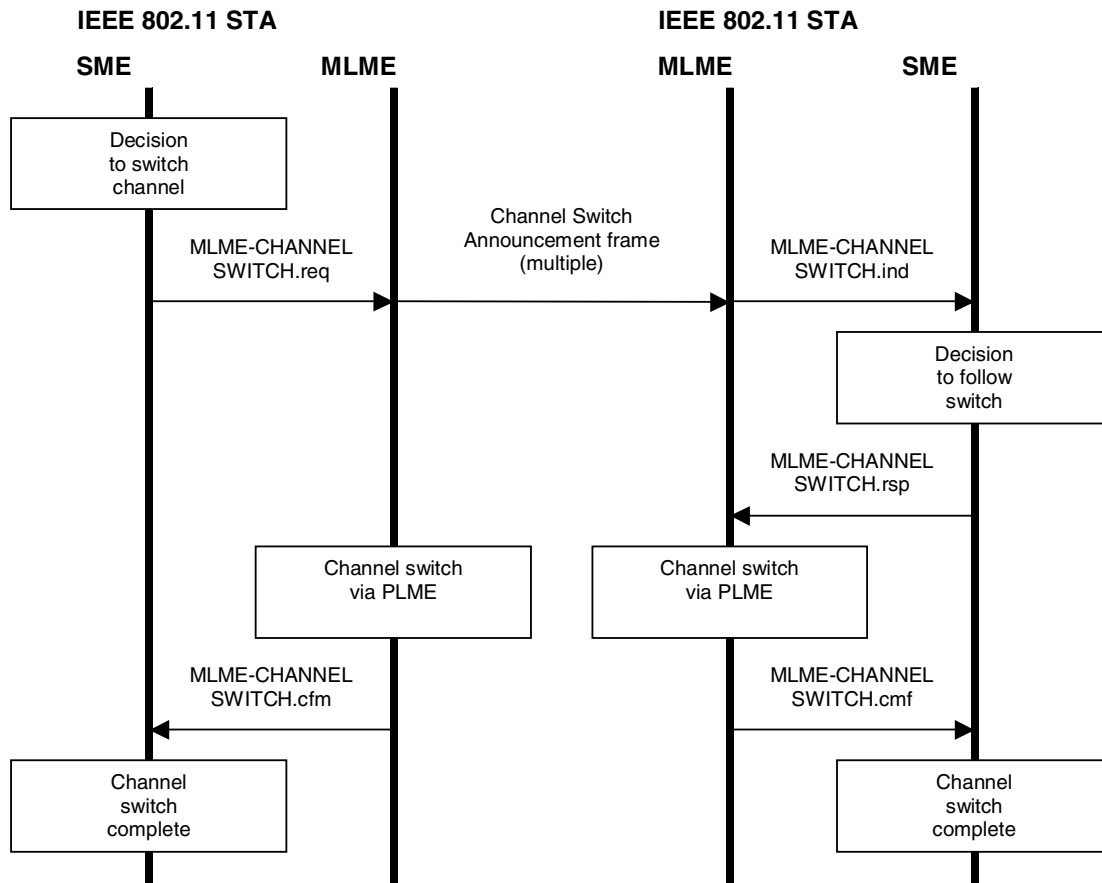 IEEE 802.11 STA
IEEE 802.11 STA
SME
MLME
MLME
SME
Decision
to switch
channel
MLME-CHANNEL
SWITCH.req
Channel Switch
Announcement frame
(multiple)
MLME-CHANNEL
SWITCH.ind
Decision
to follow
switch
MLME-CHANNEL
SWITCH.rsp
Channel switch
via PLME
Channel switch
via PLME
MLME-CHANNEL
SWITCH.cfm
MLME-CHANNEL
SWITCH.cmf
Channel
switch
complete
Channel
switch
complete